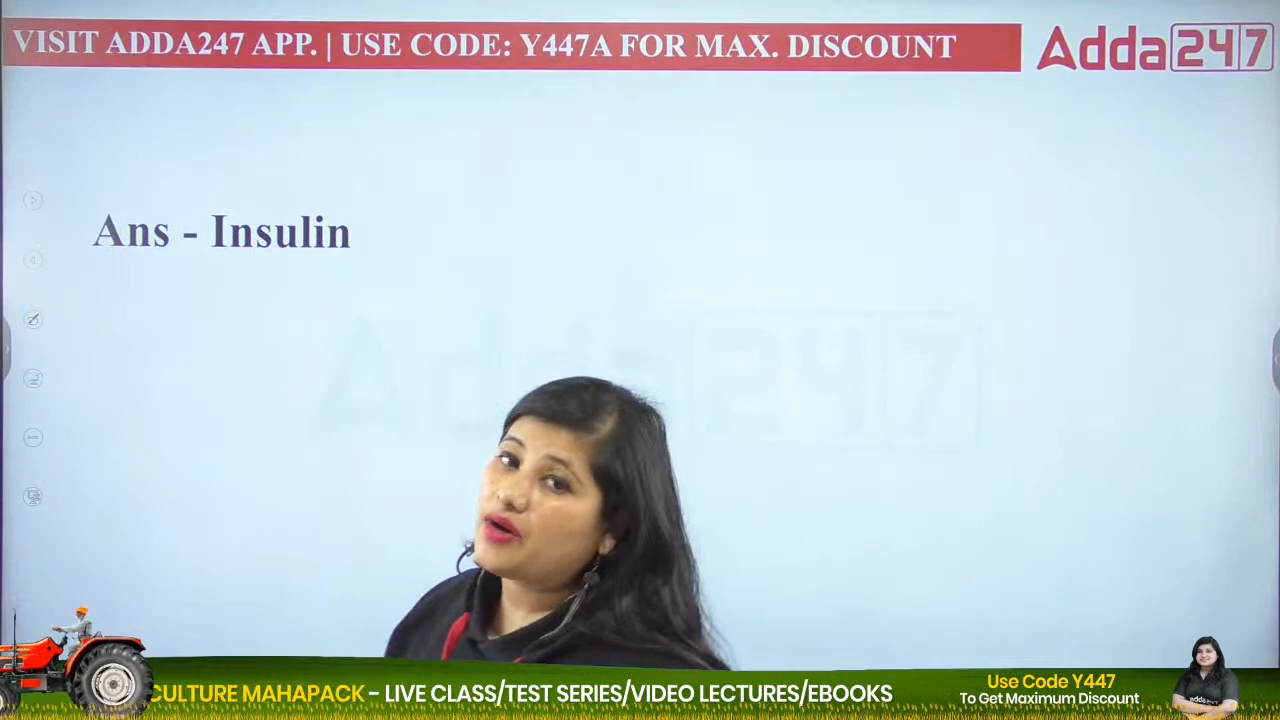 VISIT ADDA247 APP. | USE CODE: Y447A FOR MAX. DISCOUNT
Adda247
Ans - Insulin
Adda247
CULTURE MAHAPACK – LIVE CLASS/TEST SERIES/VIDEO LECTURES/EBOOKS
Use Code Y447
To Get Maximum Discount